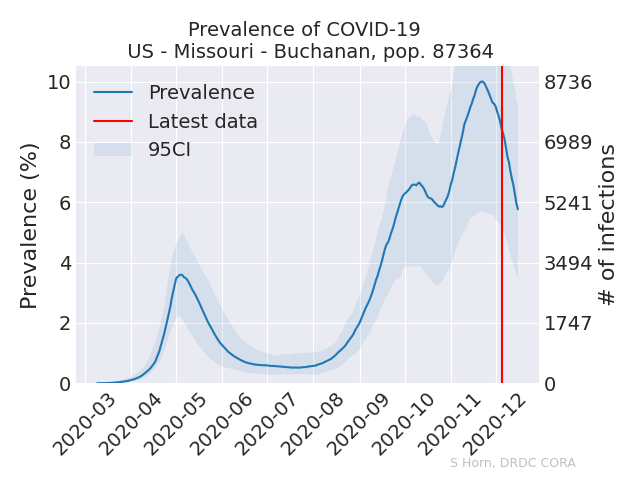 Prevalence of COVID-19
US - Missouri - Buchanan, pop. 87364
Prevalence
Latest data
95CI
Prevalence (%)
10
8
6
4
2
0
8736
6989
5241
3494
1747
0
# of infections
2020-03
2020-04
2020-05
2020-06
2020-07
2020-08
2020-09
2020-10
2020-11
2020-12
S Horn, DRDC CORA